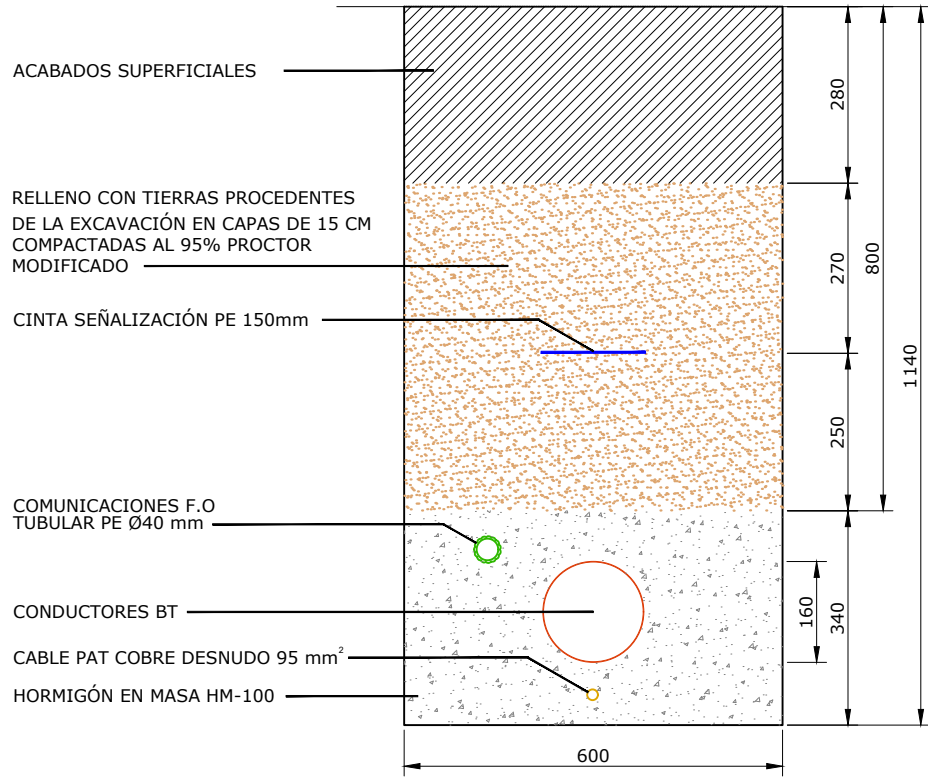 ACABADOS SUPERFICIALES
RELLENO CON TIERRAS PROCEDENTES
DE LA EXCAVACIÓN EN CAPAS DE 15 CM
COMPACTADAS AL 95% PROCTOR
MODIFICADO
CINTA SEÑALIZACIÓN PE 150mm
COMUNICACIONES F.O
TUBULAR PE Ø40 mm
CONDUCTORES BT
CABLE PAT COBRE DESNUDO 95 mm²
HORMIGÓN EN MASA HM-100
280
270
250
800
1140
160
340
600